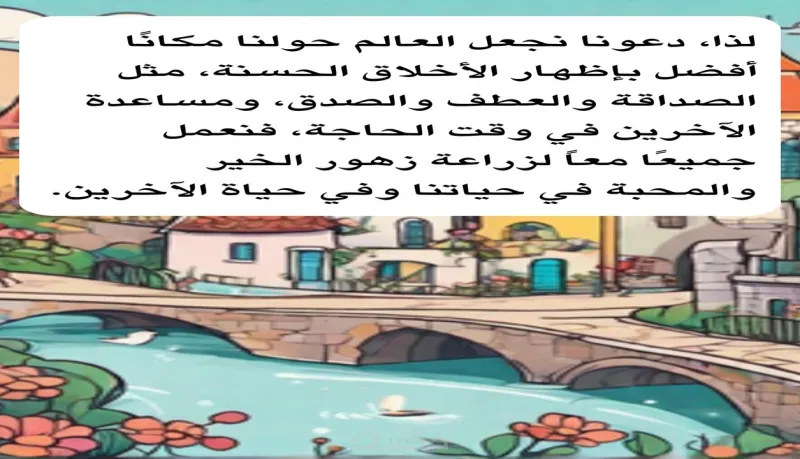 لذا، دعونا نجعل العالم حولنا مكانًا
أفضل بإظهار الأخلاق الحسنة، مثل
الصداقة والعطف والصدق، ومساعدة
الآخرين في وقت الحاجة، فنعمل
جميعًا معاً لزراعة زهور الخير
والمحبة في حياتنا وفي حياة الآخرين.